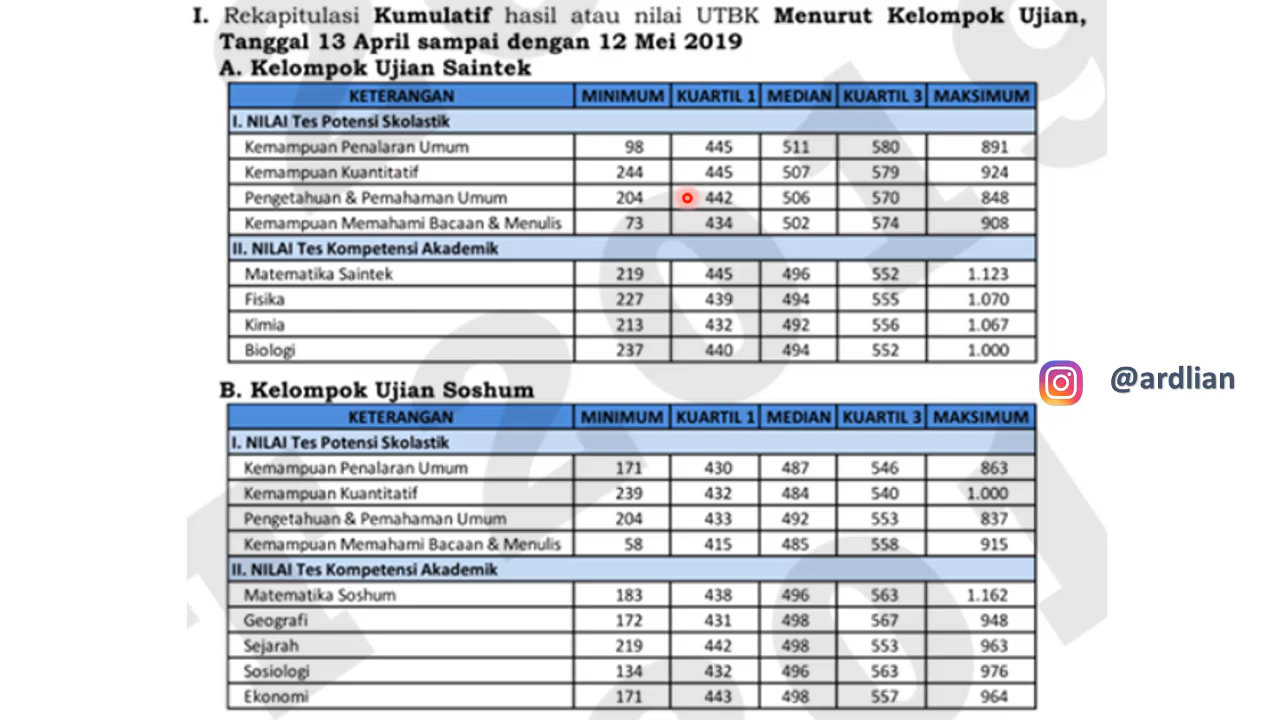 I. Rekapitulasi Kumulatif hasil atau nilai UTBK Menurut Kelompok Ujian,
Tanggal 13 April sampai dengan 12 Mei 2019
A. Kelompok Ujian Saintek
KETERANGAN MINIMUM KUARTIL 1 MEDIAN KUARTIL 3 MAKSIMUM
I. NILAI Tes Potensi Skolastik
Kemampuan Penalaran Umum 98 445 511 580 891
Kemampuan Kuantitatif 244 445 507 579 924
Pengetahuan & Pemahaman Umum 204 442 506 570 848
Kemampuan Memahami Bacaan & Menulis 73 434 502 574 908
II. NILAI Tes Kompetensi Akademik
Matematika Saintek 219 445 496 552 1.123
Fisika 227 439 494 555 1.070
Kimia 213 432 492 556 1.067
Biologi 237 440 494 552 1.000
@ardlian
B. Kelompok Ujian Soshum
KETERANGAN MINIMUM KUARTIL 1 MEDIAN KUARTIL 3 MAKSIMUM
I. NILAI Tes Potensi Skolastik
Kemampuan Penalaran Umum 171 430 487 546 863
Kemampuan Kuantitatif 239 432 484 540 1.000
Pengetahuan & Pemahaman Umum 204 433 492 553 837
Kemampuan Memahami Bacaan & Menulis 58 415 485 558 915
II. NILAI Tes Kompetensi Akademik
Matematika Soshum 183 438 496 563 1.162
Geografi 172 431 498 567 948
Sejarah 219 442 498 553 963
Sosiologi 134 432 496 563 976
Ekonomi 171 443 498 557 964